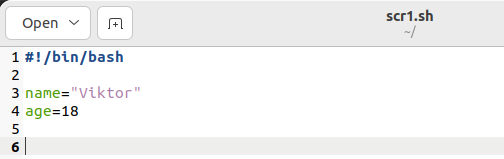 Open
scr1.sh
~/
1 #!/bin/bash
2
3 name="Viktor"
4 age=18
5
6